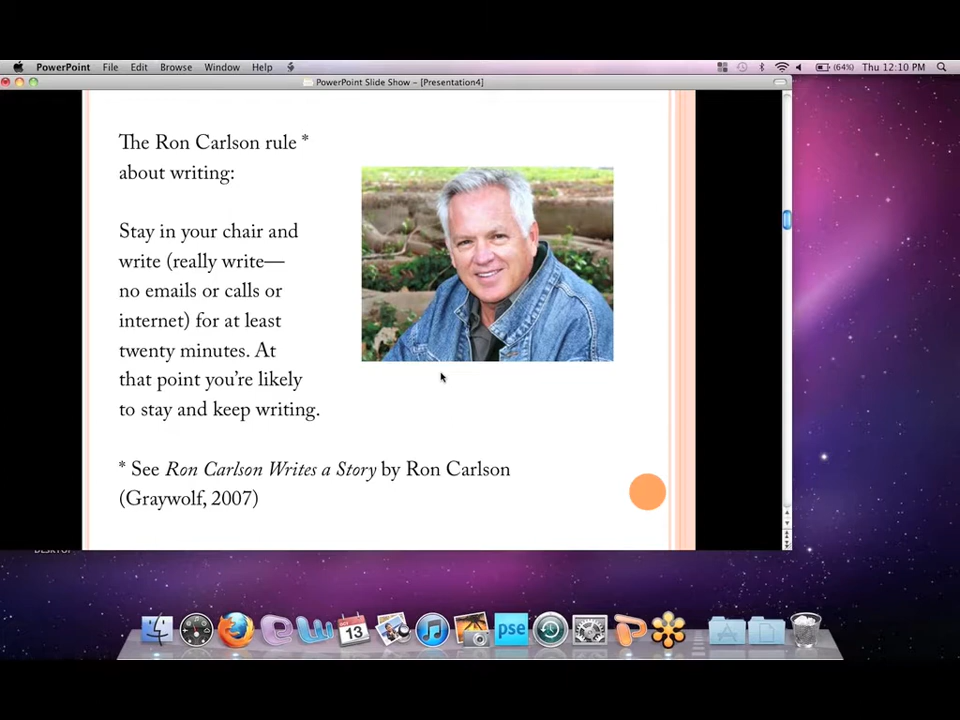 PowerPoint File Edit Browse Window Help (64%) Thu 12:10 PM
PowerPoint Slide Show – [Presentation4]
The Ron Carlson rule *
about writing:
Stay in your chair and
write (really write—
no emails or calls or
internet) for at least
twenty minutes. At
that point you’re likely
to stay and keep writing.
* See Ron Carlson Writes a Story by Ron Carlson
(Graywolf, 2007)
DESKTOP
13
pse